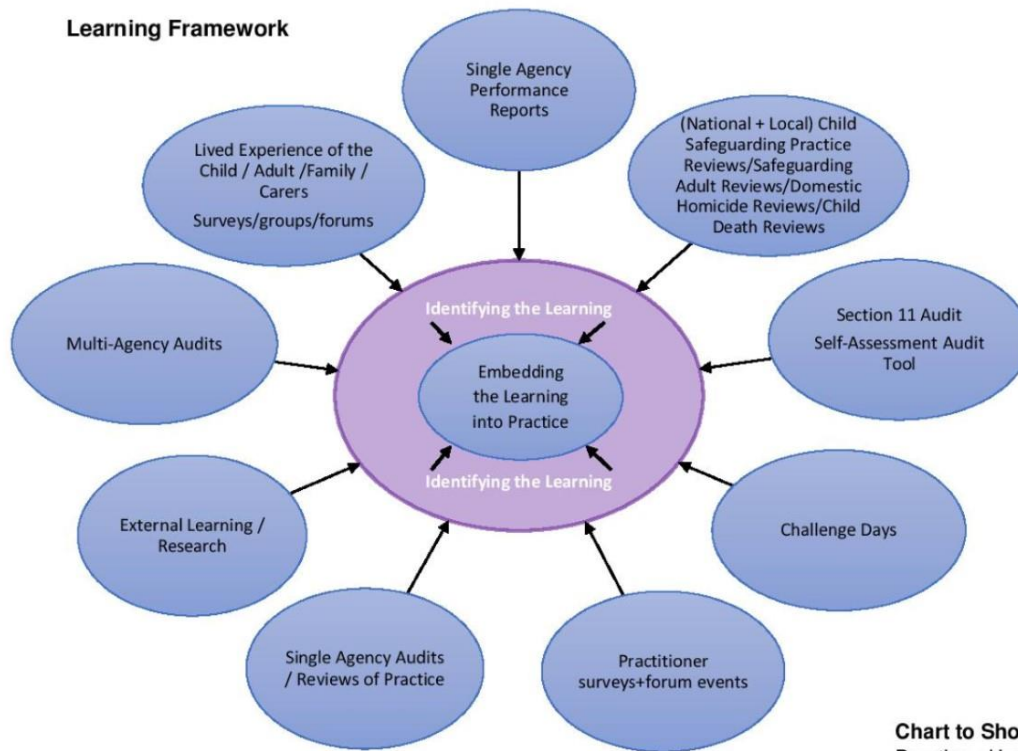 Learning Framework
Single Agency
Performance
Reports
(National + Local) Child
Safeguarding Practice
Reviews/Safeguarding
Adult Reviews/Domestic
Homicide Reviews/Child
Death Reviews
Lived Experience of the
Child / Adult /Family /
Carers
Surveys/groups/forums
Multi-Agency Audits
Identifying the Learning
Section 11 Audit
Self-Assessment Audit
Tool
Embedding
the Learning
into Practice
Identifying the Learning
External Learning /
Research
Challenge Days
Single Agency Audits
/ Reviews of Practice
Practitioner
surveys+forum events
Chart to Sho